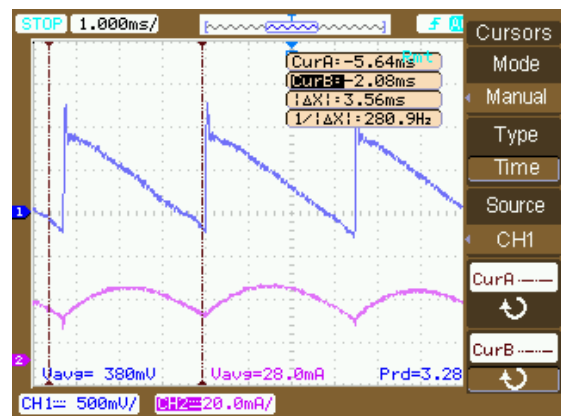 STOP 1.000ms/
Cursors
CurA:-5.64ms
CurB:-2.08ms
|ΔX|:3.56ms
1/|ΔX|:280.9Hz
Mode
Manual
Type
Time
Source
CH1
CurA
CurB
1
2
Vavg= 380mV Vavg=28.0mA Prd=3.28
CH1 500mV/ CH2 20.0mA/